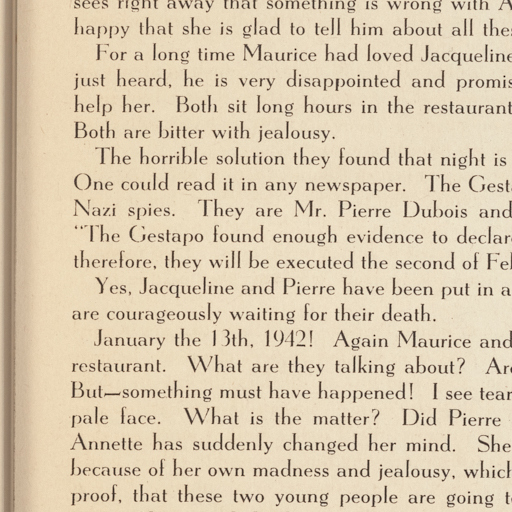 sees right away that something is wrong with A
happy that she is glad to tell him about all the
For a long time Maurice had loved Jacqueline
just heard, he is very disappointed and promis
help her. Both sit long hours in the restaurant
Both are bitter with jealousy.
The horrible solution they found that night is
One could read it in any newspaper. The Gest
Nazi spies. They are Mr. Pierre Dubois and
"The Gestapo found enough evidence to declar
therefore, they will be executed the second of Fe
Yes, Jacqueline and Pierre have been put in a
are courageously waiting for their death.
January the 13th, 1942! Again Maurice and
restaurant. What are they talking about? Ar
But—something must have happened! I see tear
pale face. What is the matter? Did Pierre
Annette has suddenly changed her mind. She
because of her own madness and jealousy, which
proof, that these two young people are going t